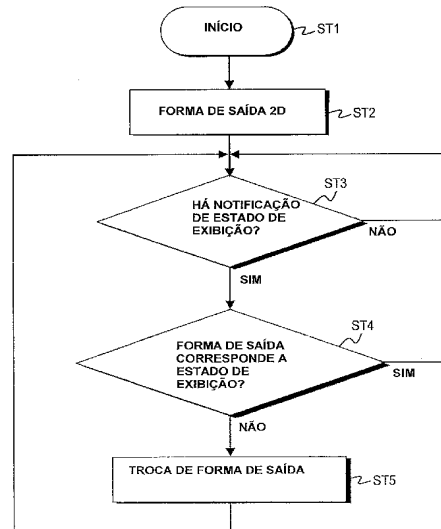 INÍCIO
ST1
FORMA DE SAÍDA 2D
ST2
ST3
HÁ NOTIFICAÇÃO
DE ESTADO DE
EXIBIÇÃO?
NÃO
SIM
ST4
FORMA DE SAÍDA
CORRESPONDE A
ESTADO DE
EXIBIÇÃO?
SIM
NÃO
TROCA DE FORMA DE SAÍDA
ST5